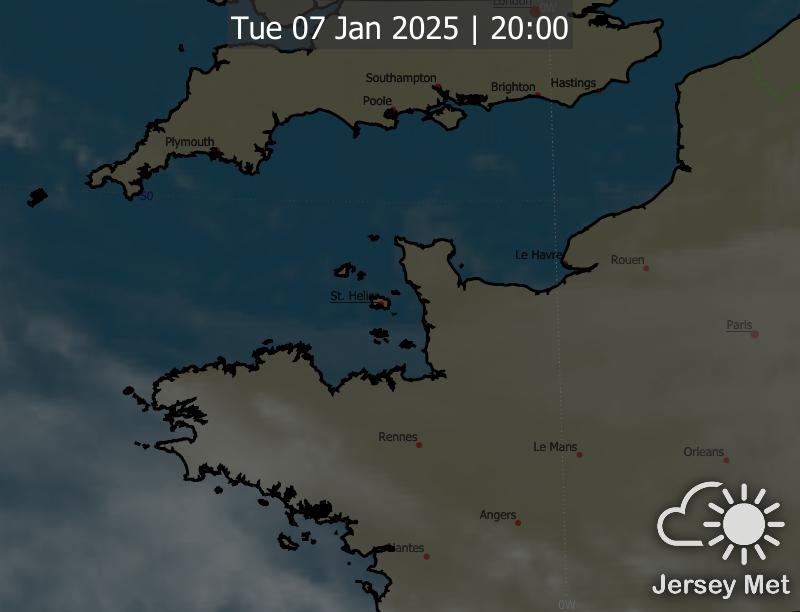 London
0W
Tue 07 Jan 2025 | 20:00
Southampton
Brighton
Hastings
Poole
Plymouth
50
Le Havre
Rouen
St. Helier
Paris
Rennes
Le Mans
Orleans
Angers
Nantes
Jersey Met
0W